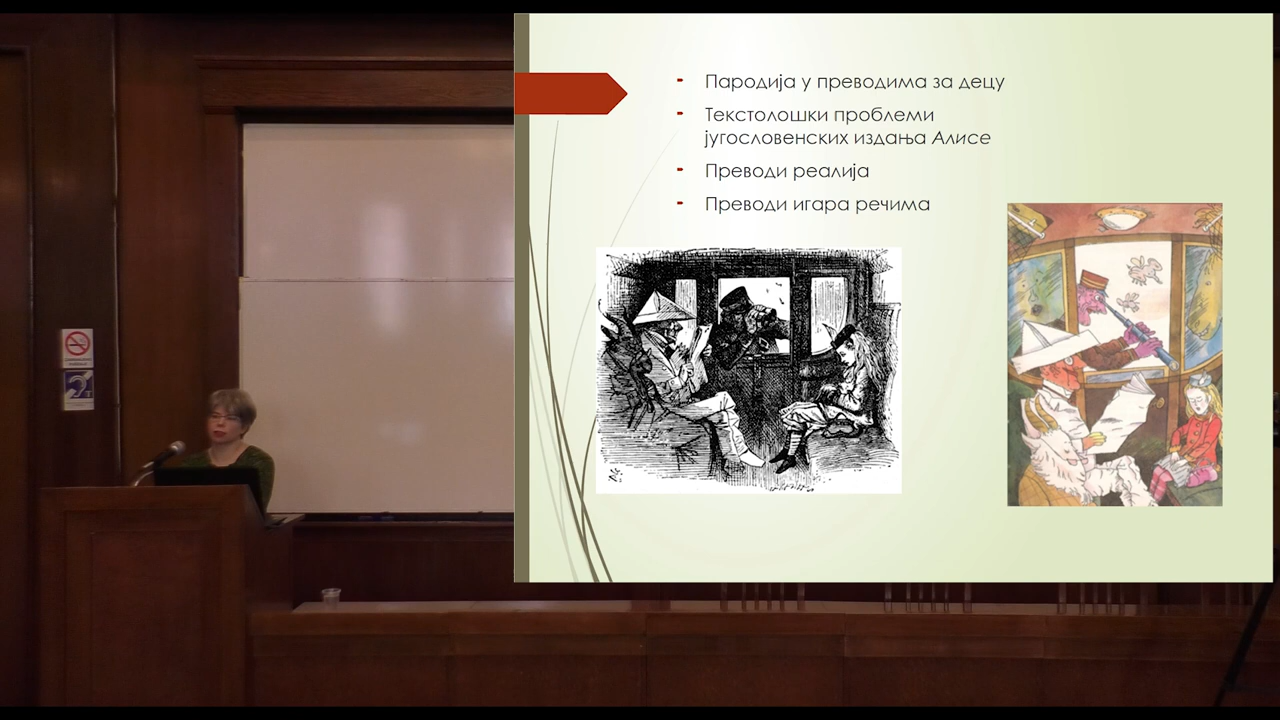 Пародија у преводима за децу
Текстолошки проблеми
југословенских издања Алисе
Преводи реалија
Преводи игара речима